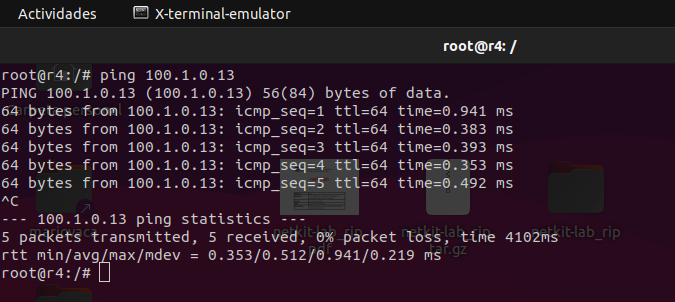 Actividades
X-terminal-emulator
root@r4: /
root@r4:/# ping 100.1.0.13
PING 100.1.0.13 (100.1.0.13) 56(84) bytes of data.
64 bytes from 100.1.0.13: icmp_seq=1 ttl=64 time=0.941 ms
64 bytes from 100.1.0.13: icmp_seq=2 ttl=64 time=0.383 ms
64 bytes from 100.1.0.13: icmp_seq=3 ttl=64 time=0.393 ms
64 bytes from 100.1.0.13: icmp_seq=4 ttl=64 time=0.353 ms
64 bytes from 100.1.0.13: icmp_seq=5 ttl=64 time=0.492 ms
^C
--- 100.1.0.13 ping statistics ---
5 packets transmitted, 5 received, 0% packet loss, time 4102ms
rtt min/avg/max/mdev = 0.353/0.512/0.941/0.219 ms
root@r4:/#
netkit-lab_rip
pdf
netkit-lab_rip
tar.gz
netkit-lab_rip